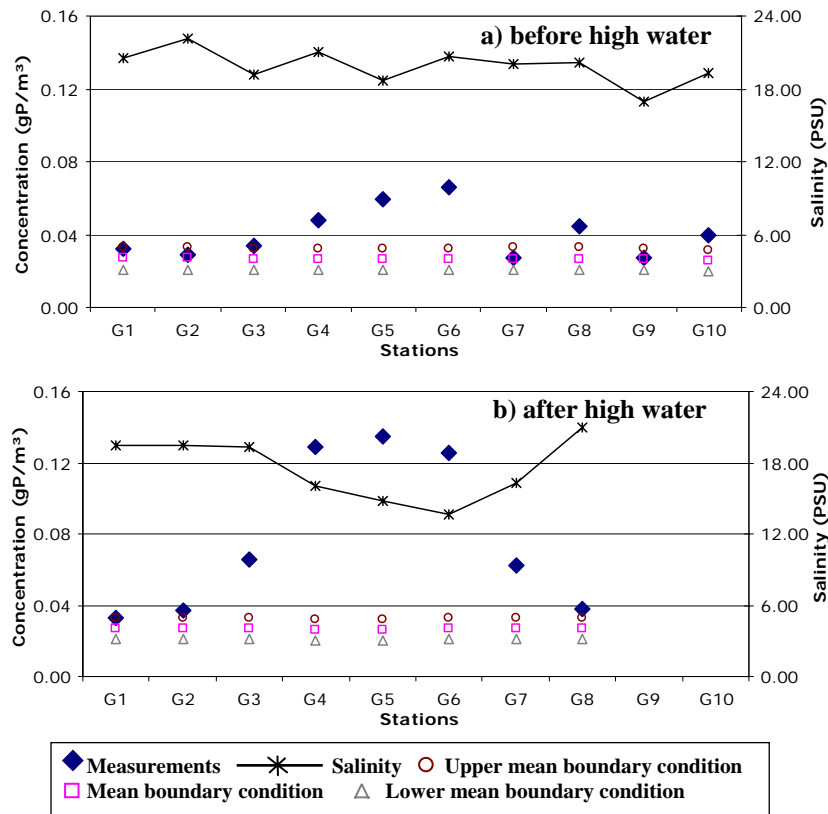 0.16
0.12
0.08
0.04
0.00
Concentration (gP/m³)
a) before high water
24.00
18.00
12.00
6.00
0.00
Salinity (PSU)
G1 G2 G3 G4 G5 G6 G7 G8 G9 G10
Stations
0.16
0.12
0.08
0.04
0.00
Concentration (gP/m³)
b) after high water
24.00
18.00
12.00
6.00
0.00
Salinity (PSU)
G1 G2 G3 G4 G5 G6 G7 G8 G9 G10
Stations
Measurements Salinity Upper mean boundary condition
Mean boundary condition Lower mean boundary condition